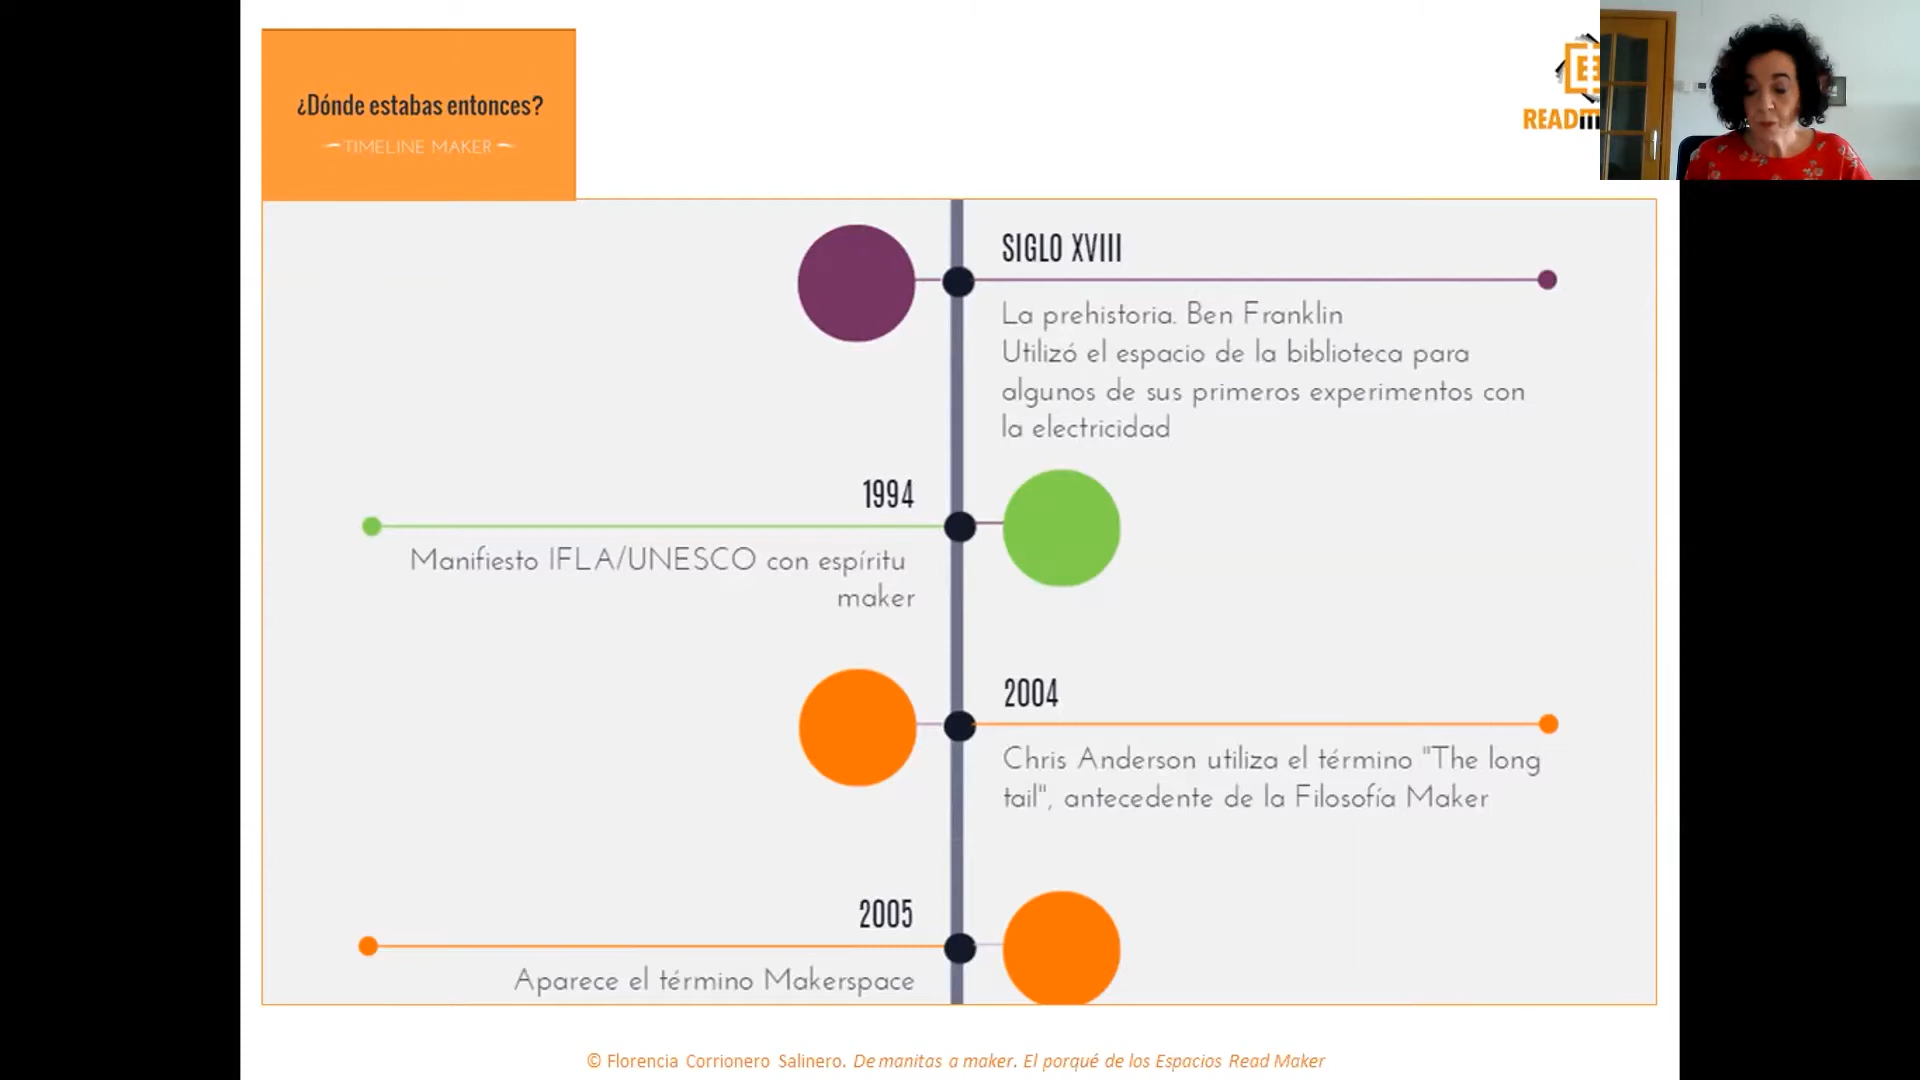 ¿Dónde estabas entonces?
TIMELINE MAKER
SIGLO XVIII
La prehistoria. Ben Franklin
Utilizó el espacio de la biblioteca para
algunos de sus primeros experimentos con
la electricidad
1994
Manifiesto IFLA/UNESCO con espíritu
maker
2004
Chris Anderson utiliza el término "The long
tail", antecedente de la Filosofía Maker
2005
Aparece el término Makerspace
© Florencia Corrionero Salinero. De manitas a maker. El porqué de los Espacios Read Maker